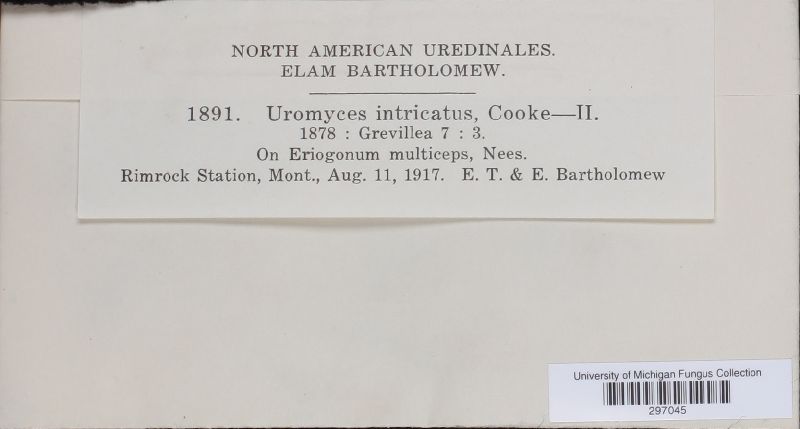 NORTH AMERICAN UREDINALES.
ELAM BARTHOLOMEW.
1891. Uromyces intricatus, Cooke—II.
1878 : Grevillea 7 : 3.
On Eriogonum multiceps, Nees.
Rimrock Station, Mont., Aug. 11, 1917. E. T. & E. Bartholomew
University of Michigan Fungus Collection
297045